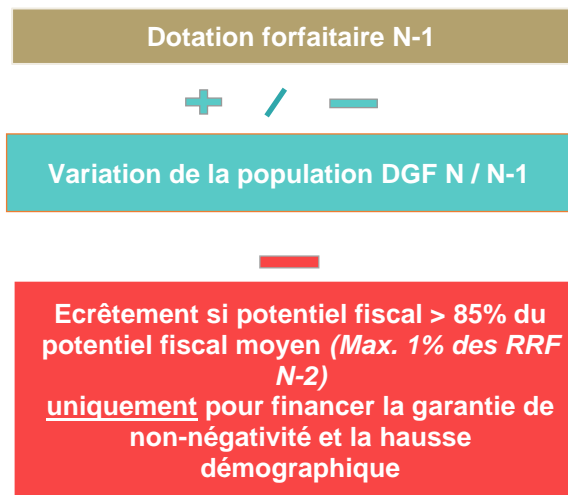 Dotation forfaitaire N-1
+ / −
Variation de la population DGF N / N-1
−
Ecrêtement si potentiel fiscal > 85% du
potentiel fiscal moyen (Max. 1% des RRF
N-2)
uniquement pour financer la garantie de
non-négativité et la hausse
démographique